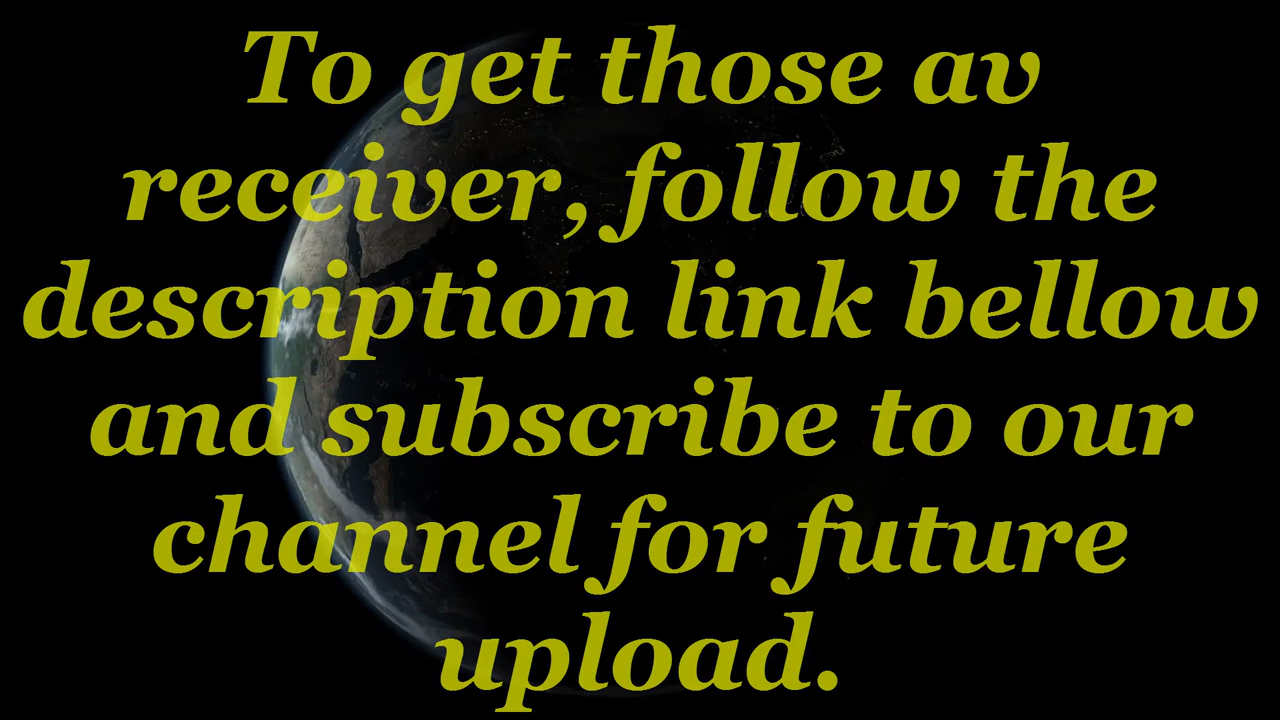 To get those av
receiver, follow the
description link bellow
and subscribe to our
channel for future
upload.